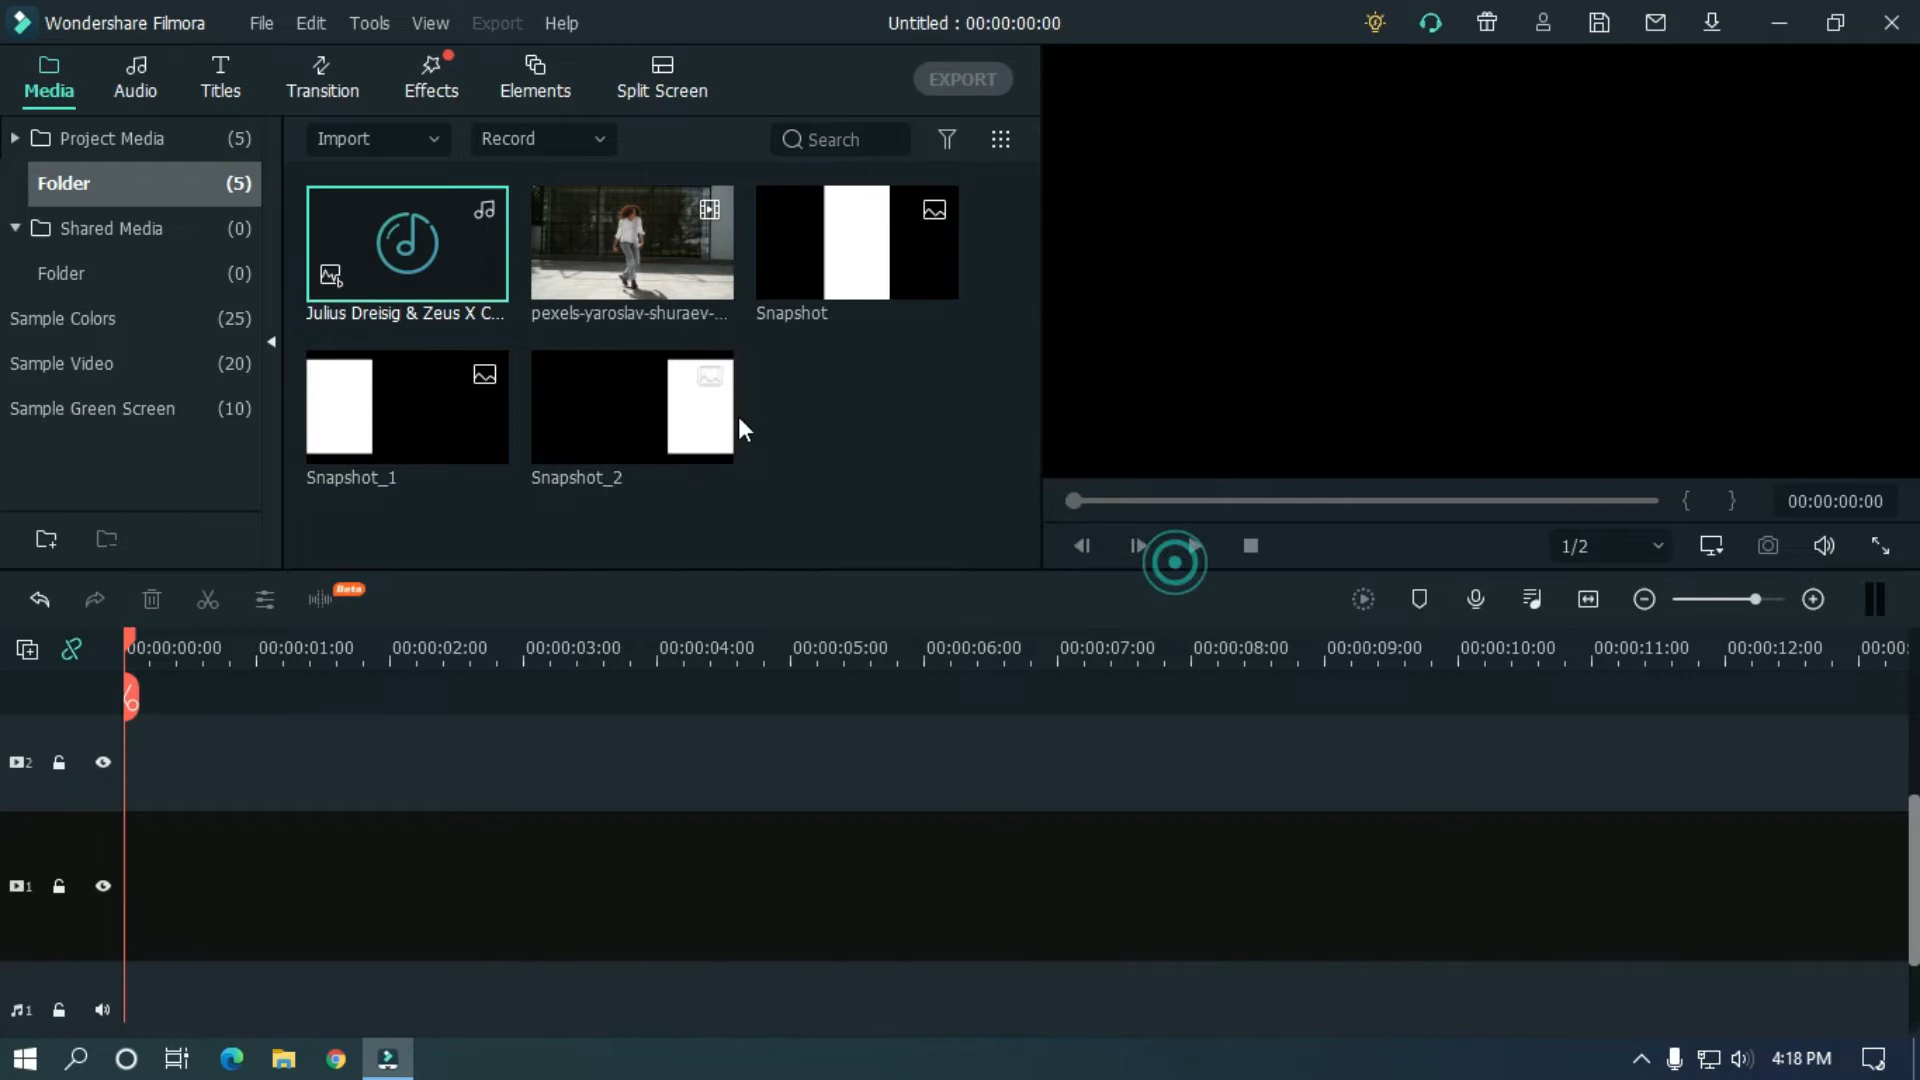 Wondershare Filmora File Edit Tools View Export Help Untitled : 00:00:00:00
Media Audio Titles Transition Effects Elements Split Screen EXPORT
Project Media (5)
Folder (5)
Shared Media (0)
Folder (0)
Sample Colors (25)
Sample Video (20)
Sample Green Screen (10)
Import Record Search
Julius Dreisig & Zeus X C... pexels-yaroslav-shuraev-... Snapshot
Snapshot_1 Snapshot_2
{ } 00:00:00:00
1/2
Beta
00:00:00:00 00:00:01:00 00:00:02:00 00:00:03:00 00:00:04:00 00:00:05:00 00:00:06:00 00:00:07:00 00:00:08:00 00:00:09:00 00:00:10:00 00:00:11:00 00:00:12:00 00:00:
2
1
1
4:18 PM